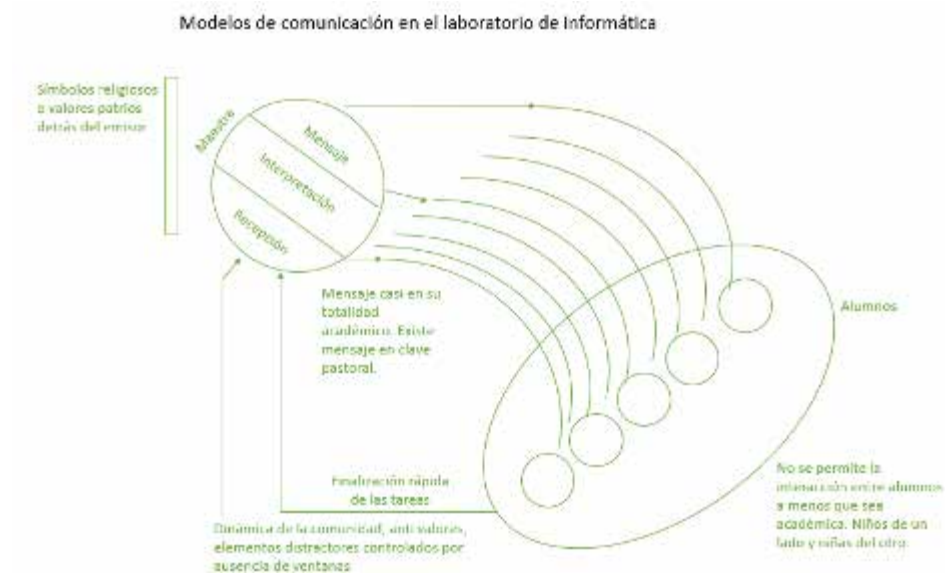 Modelos de comunicación en el laboratorio de Informática
Símbolos religiosos
o valores patrios
detrás del emisor
Maestro
Mensaje
Interpretación
Recepción
Mensaje casi en su
totalidad
académico. Existe
mensaje en clave
pastoral.
Alumnos
Finalización rápida
de las tareas
No se permite la
interacción entre alumnos
a menos que sea
académica. Niños de un
lado y niñas del otro.
Dinámica de la comunidad, anti valores,
elementos distractores controlados por
ausencia de ventanas